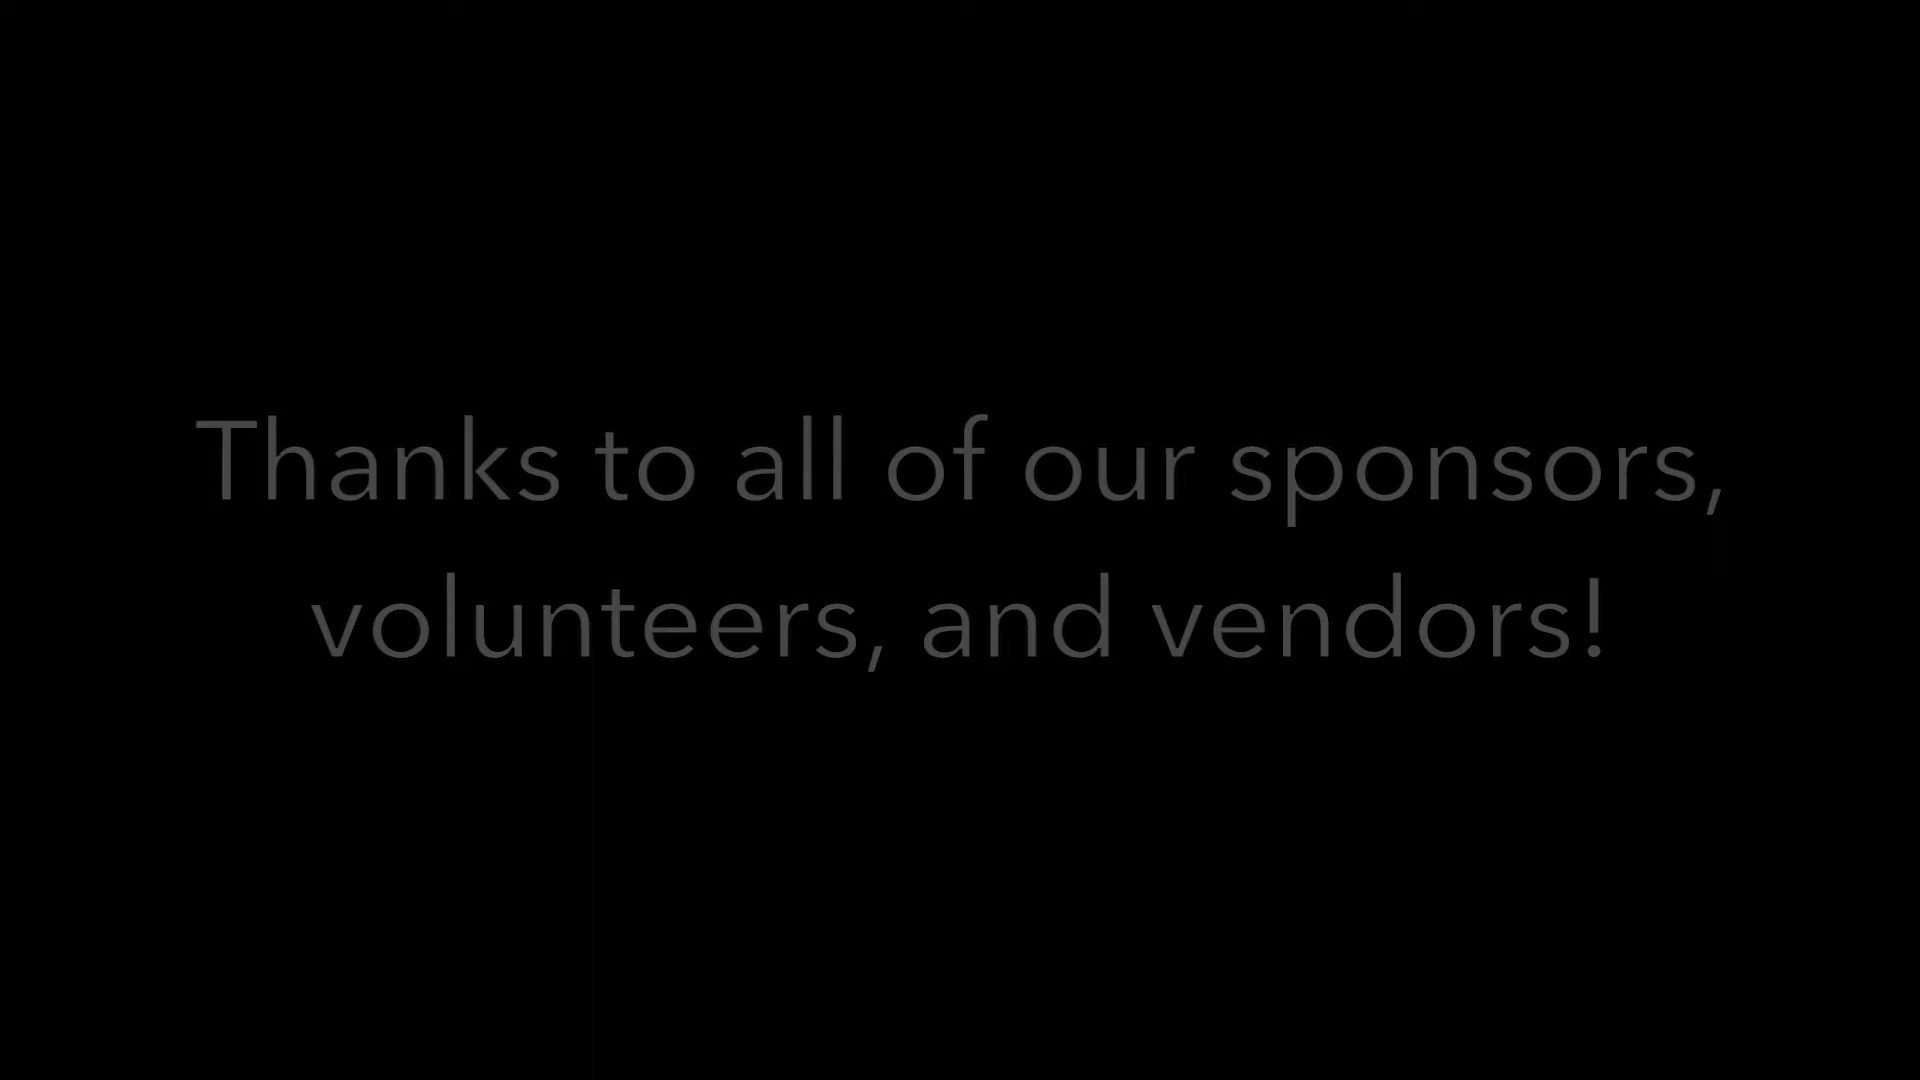 Thanks to all of our sponsors,
volunteers, and vendors!